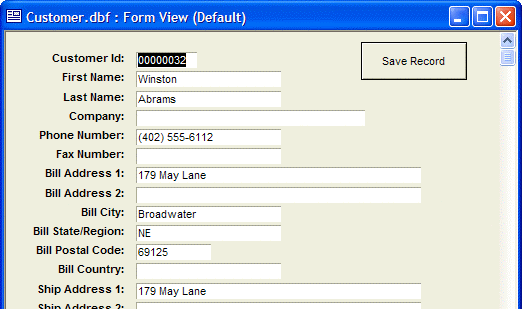 Customer.dbf : Form View (Default)
Save Record
Customer Id: 00000032
First Name: Winston
Last Name: Abrams
Company:
Phone Number: (402) 555-6112
Fax Number:
Bill Address 1: 179 May Lane
Bill Address 2:
Bill City: Broadwater
Bill State/Region: NE
Bill Postal Code: 69125
Bill Country:
Ship Address 1: 179 May Lane
Ship Address 2: